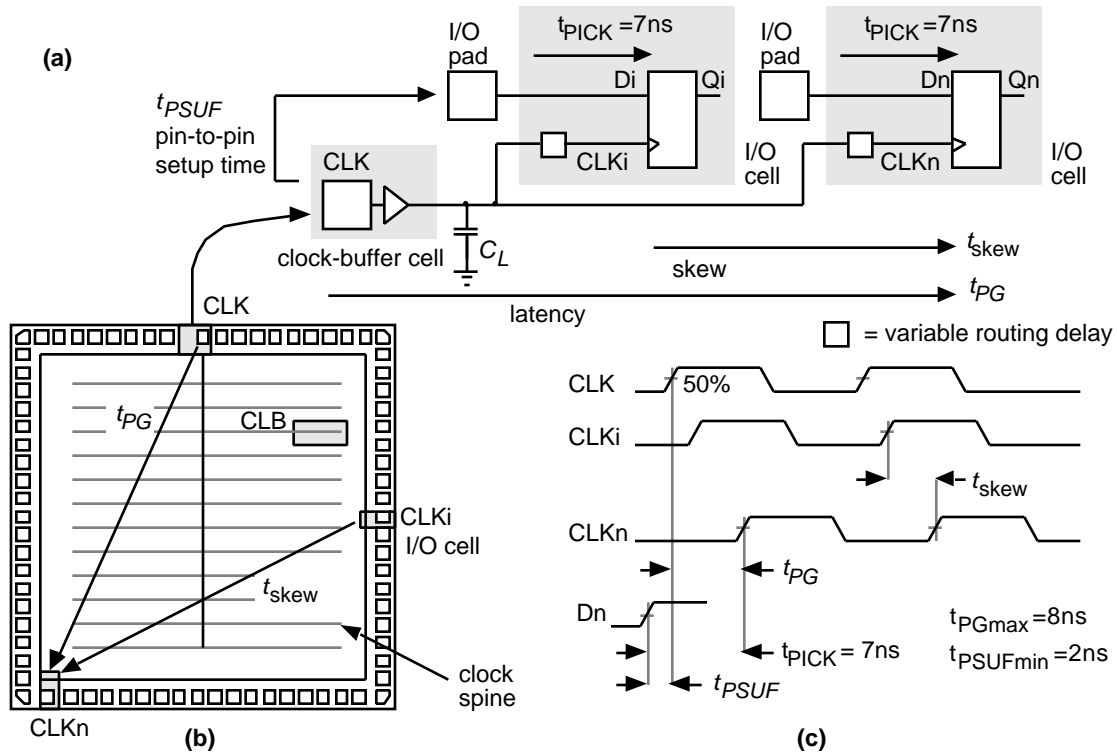 (a)
I/O
pad
tPICK = 7ns
Di
Qi
CLKi
I/O
cell
I/O
pad
tPICK = 7ns
Dn
Qn
CLKn
I/O
cell
tPSUF
pin-to-pin
setup time
CLK
clock-buffer cell
CL
tskew
skew
tPG
latency
= variable routing delay
CLK
tPG
CLB
CLKi
I/O cell
tskew
clock
spine
CLKn
(b)
CLK
50%
CLKi
tskew
CLKn
tPG
Dn
tPICK = 7ns
tPSUF
tPGmax = 8ns
tPSUFmin = 2ns
(c)